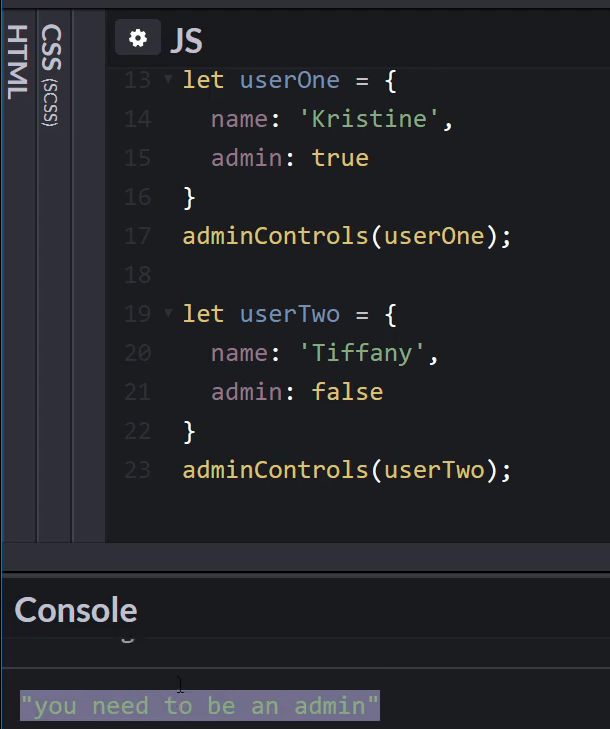 HTML
CSS (SCSS)
JS
13 let userOne = {
14 name: 'Kristine',
15 admin: true
16 }
17 adminControls(userOne);
18
19 let userTwo = {
20 name: 'Tiffany',
21 admin: false
22 }
23 adminControls(userTwo);
Console
"you need to be an admin"